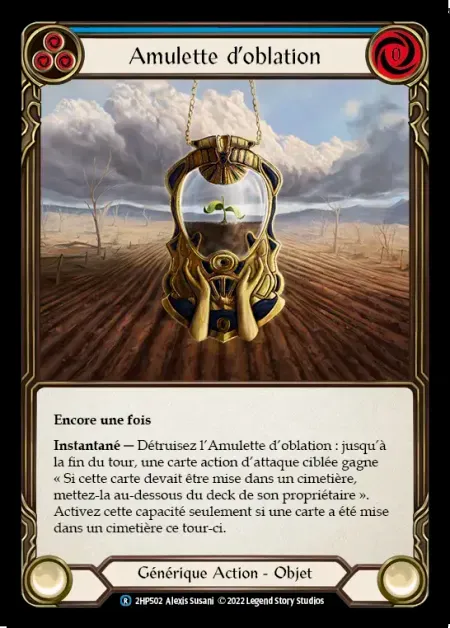 Amulette d'oblation
0
Encore une fois
Instantané — Détruisez l'Amulette d'oblation : jusqu'à
la fin du tour, une carte action d'attaque ciblée gagne
« Si cette carte devait être mise dans un cimetière,
mettez-la au-dessous du deck de son propriétaire ».
Activez cette capacité seulement si une carte a été mise
dans un cimetière ce tour-ci.
Générique Action - Objet
R 2HP502 Alexis Susani © 2022 Legend Story Studios